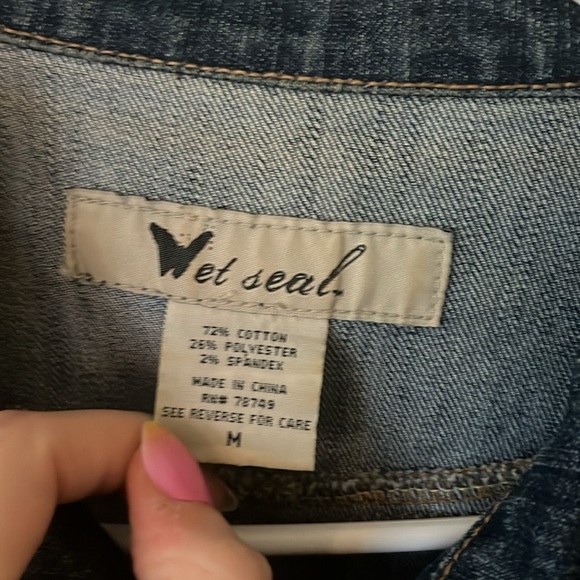 Wet seal.
72% COTTON
26% POLYESTER
2% SPANDEX
MADE IN CHINA
RN# 78749
SEE REVERSE FOR CARE
M